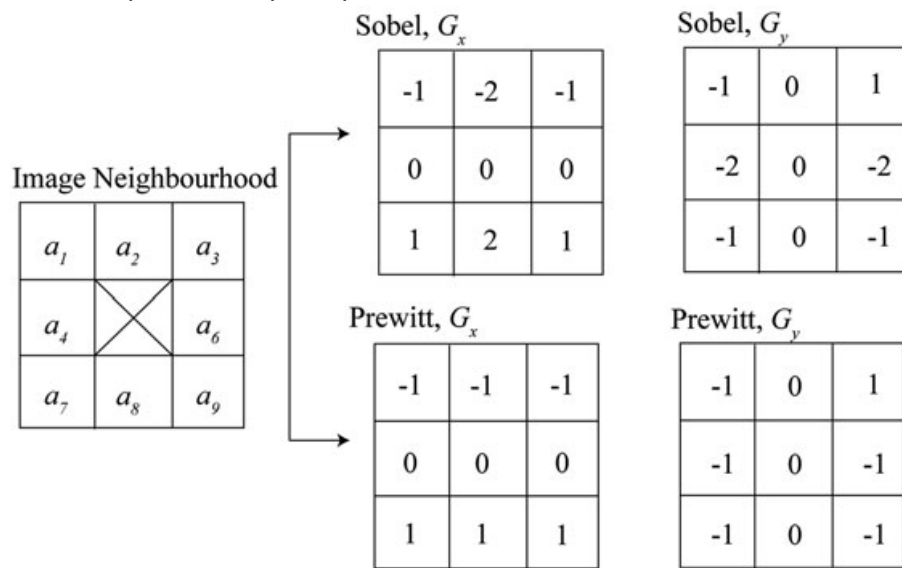 Sobel, Gx
Sobel, Gy
-1 -2 -1
-1 0 1
0 0 0
-2 0 -2
1 2 1
-1 0 -1
Image Neighbourhood
a1 a2 a3
a4 a6
a7 a8 a9
Prewitt, Gx
Prewitt, Gy
-1 -1 -1
-1 0 1
0 0 0
-1 0 -1
1 1 1
-1 0 -1